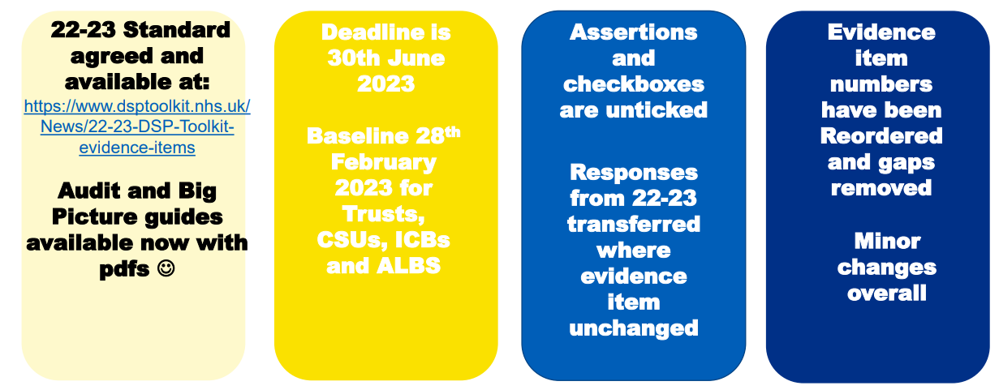 22-23 Standard
agreed and
available at:
https://www.dsptoolkit.nhs.uk/
News/22-23-DSP-Toolkit-
evidence-items
Audit and Big
Picture guides
available now with
pdfs ☺
Deadline is
30th June
2023
Baseline 28th
February
2023 for
Trusts,
CSUs, ICBs
and ALBS
Assertions
and
checkboxes
are unticked
Responses
from 22-23
transferred
where
evidence
item
unchanged
Evidence
item
numbers
have been
Reordered
and gaps
removed
Minor
changes
overall